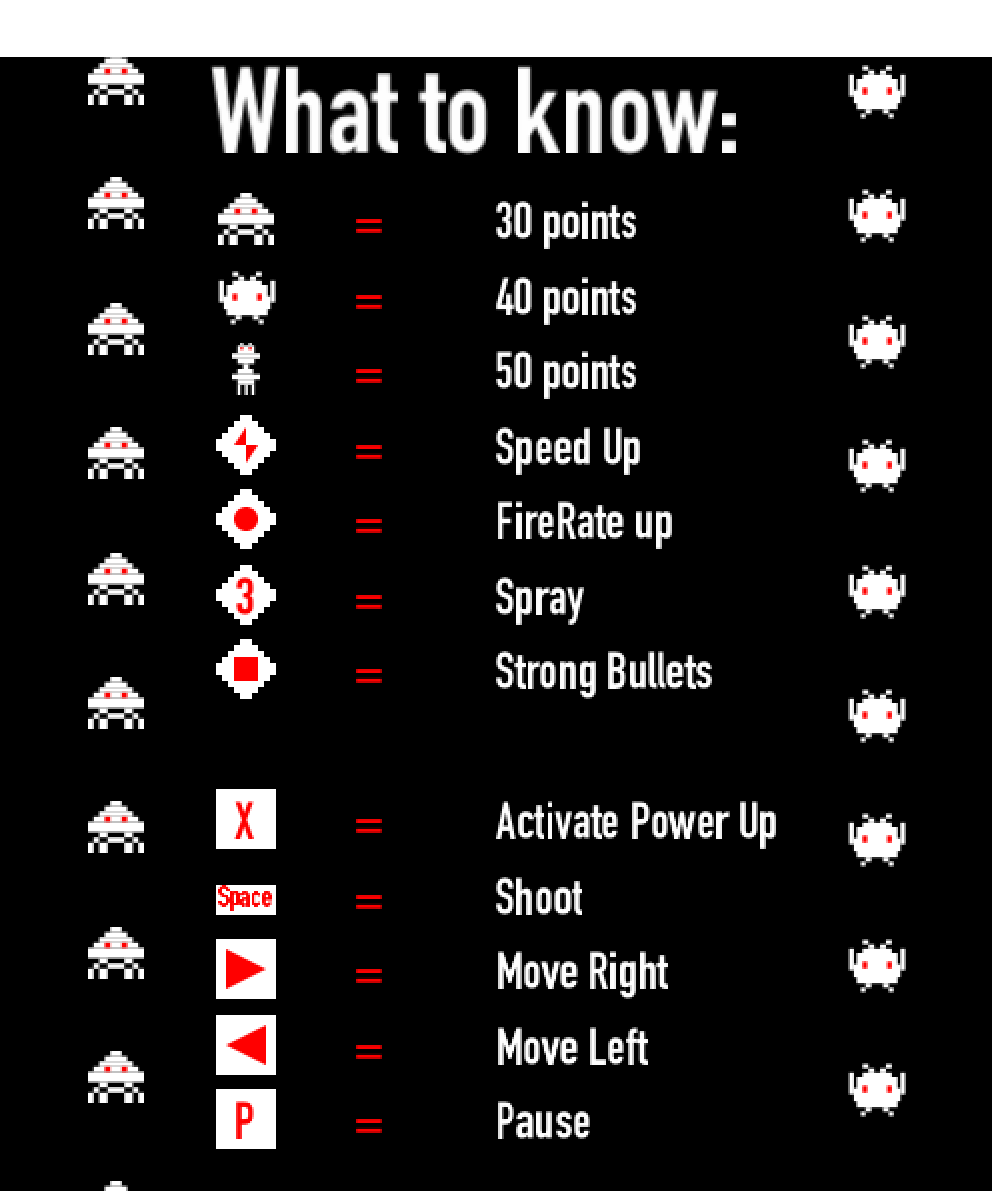 What to know:
= 30 points
= 40 points
= 50 points
= Speed Up
= FireRate up
3 = Spray
= Strong Bullets
X = Activate Power Up
Space = Shoot
= Move Right
= Move Left
P = Pause